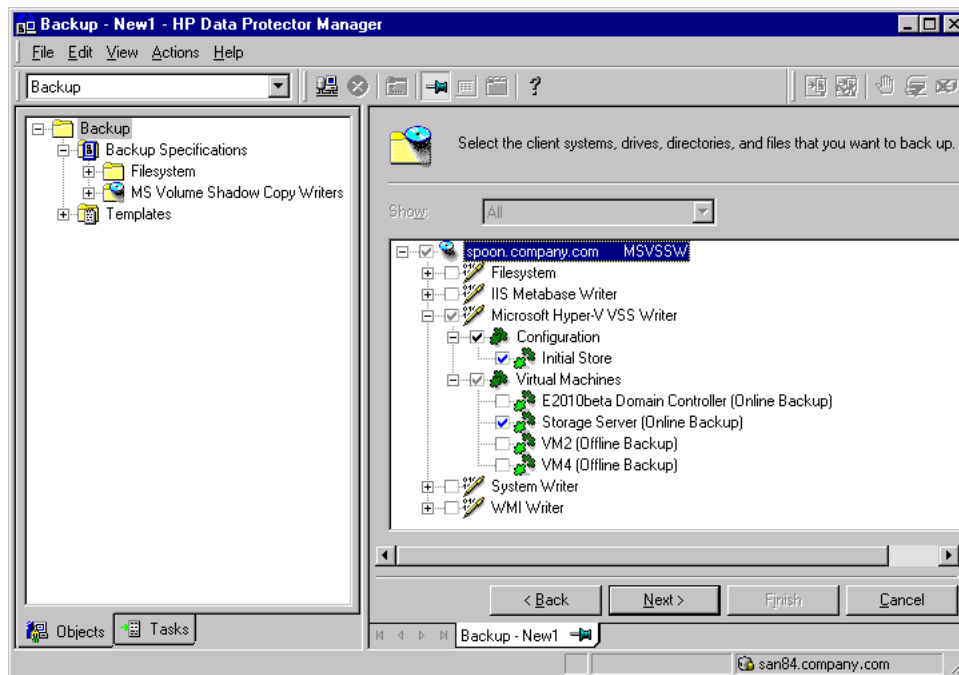 Backup - New1 - HP Data Protector Manager
File Edit View Actions Help
Backup
?
Backup
Backup Specifications
Filesystem
MS Volume Shadow Copy Writers
Templates
Select the client systems, drives, directories, and files that you want to back up.
Show: All
spoon.company.com MSVSSW
Filesystem
IIS Metabase Writer
Microsoft Hyper-V VSS Writer
Configuration
Initial Store
Virtual Machines
E2010beta Domain Controller (Online Backup)
Storage Server (Online Backup)
VM2 (Offline Backup)
VM4 (Offline Backup)
System Writer
WMI Writer
< Back Next > Finish Cancel
Objects Tasks
Backup - New1
san84.company.com